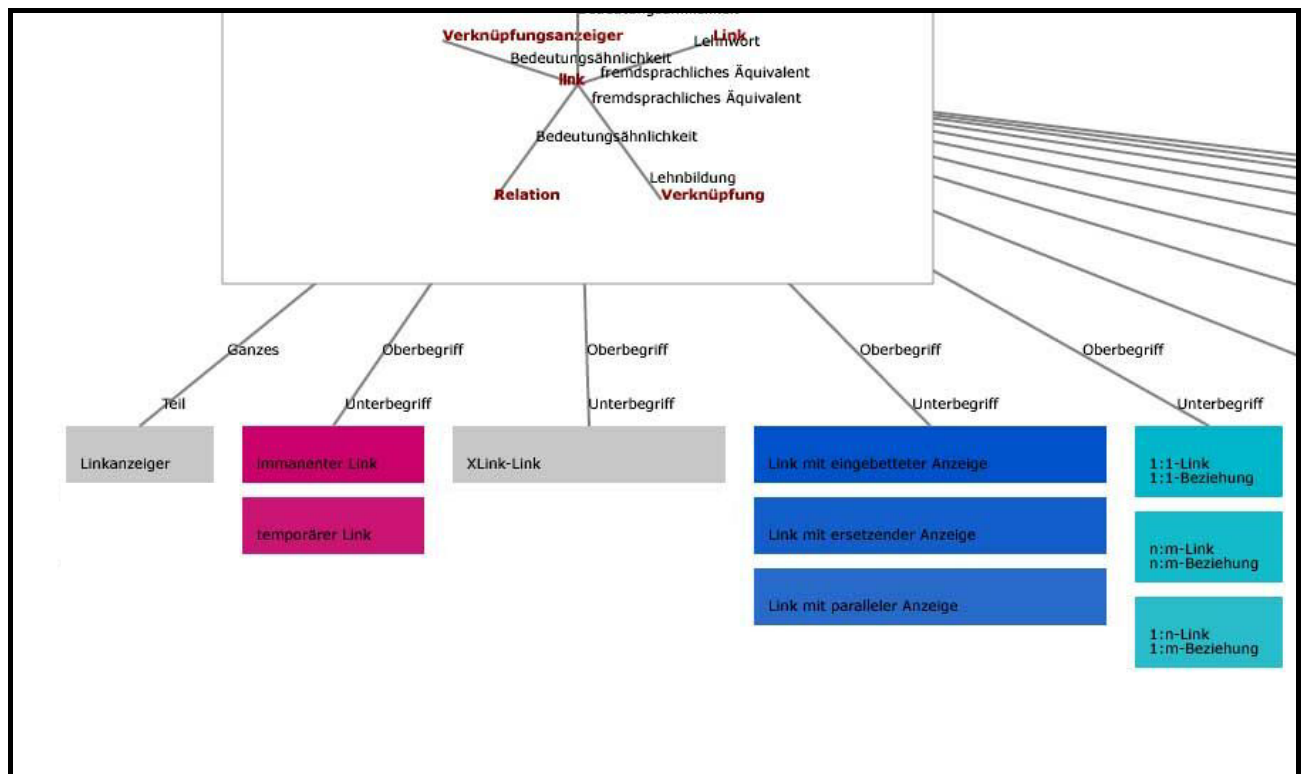 Bedeutungsähnlichkeit
Verknüpfungsanzeiger
Link
Lehnwort
Bedeutungsähnlichkeit
fremdsprachliches Äquivalent
link
fremdsprachliches Äquivalent
Bedeutungsähnlichkeit
Lehnbildung
Relation
Verknüpfung
Ganzes
Oberbegriff
Oberbegriff
Oberbegriff
Oberbegriff
Teil
Unterbegriff
Unterbegriff
Unterbegriff
Unterbegriff
Linkanzeiger
immanenter Link
temporärer Link
XLink-Link
Link mit eingebetteter Anzeige
Link mit ersetzender Anzeige
Link mit paralleler Anzeige
1:1-Link
1:1-Beziehung
n:m-Link
n:m-Beziehung
1:n-Link
1:m-Beziehung